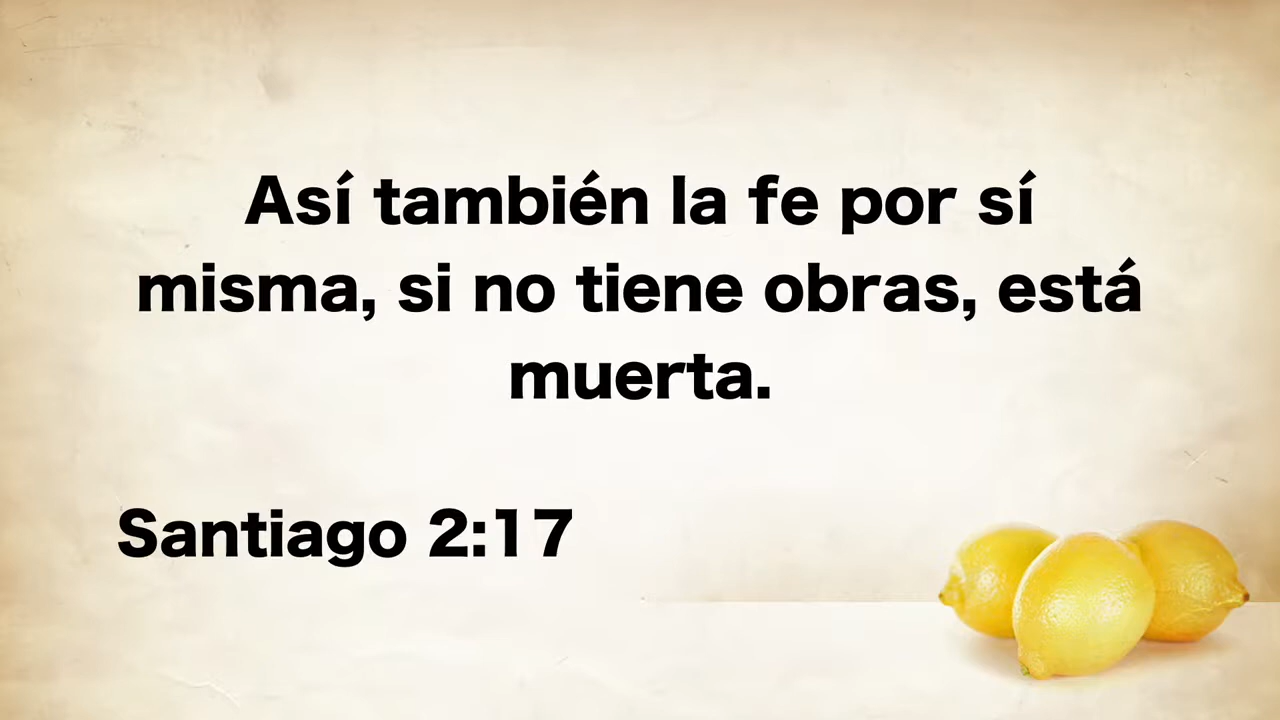 Así también la fe por sí
misma, si no tiene obras, está
muerta.
Santiago 2:17